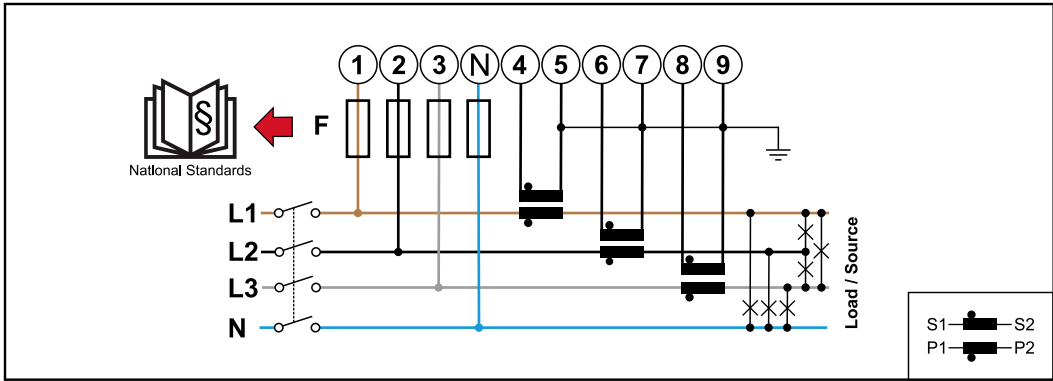 1 2 3 N 4 5 6 7 8 9
§
F
National Standards
L1
L2
L3
N
Load / Source
S1 S2
P1 P2